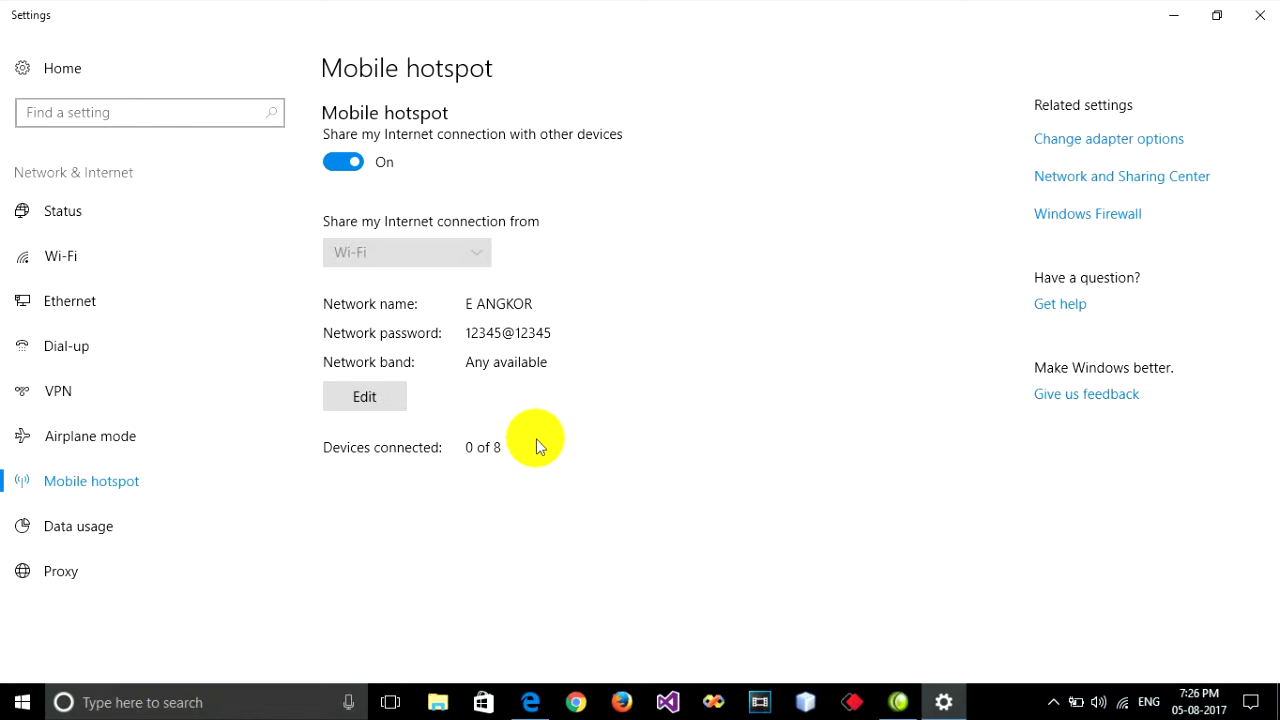 Settings
Home
Find a setting
Network & Internet
Status
Wi-Fi
Ethernet
Dial-up
VPN
Airplane mode
Mobile hotspot
Data usage
Proxy
Mobile hotspot
Mobile hotspot
Share my Internet connection with other devices
On
Share my Internet connection from
Wi-Fi
Network name: E ANGKOR
Network password: 12345@12345
Network band: Any available
Edit
Devices connected: 0 of 8
Related settings
Change adapter options
Network and Sharing Center
Windows Firewall
Have a question?
Get help
Make Windows better.
Give us feedback
Type here to search
ENG
7:26 PM
05-08-2017